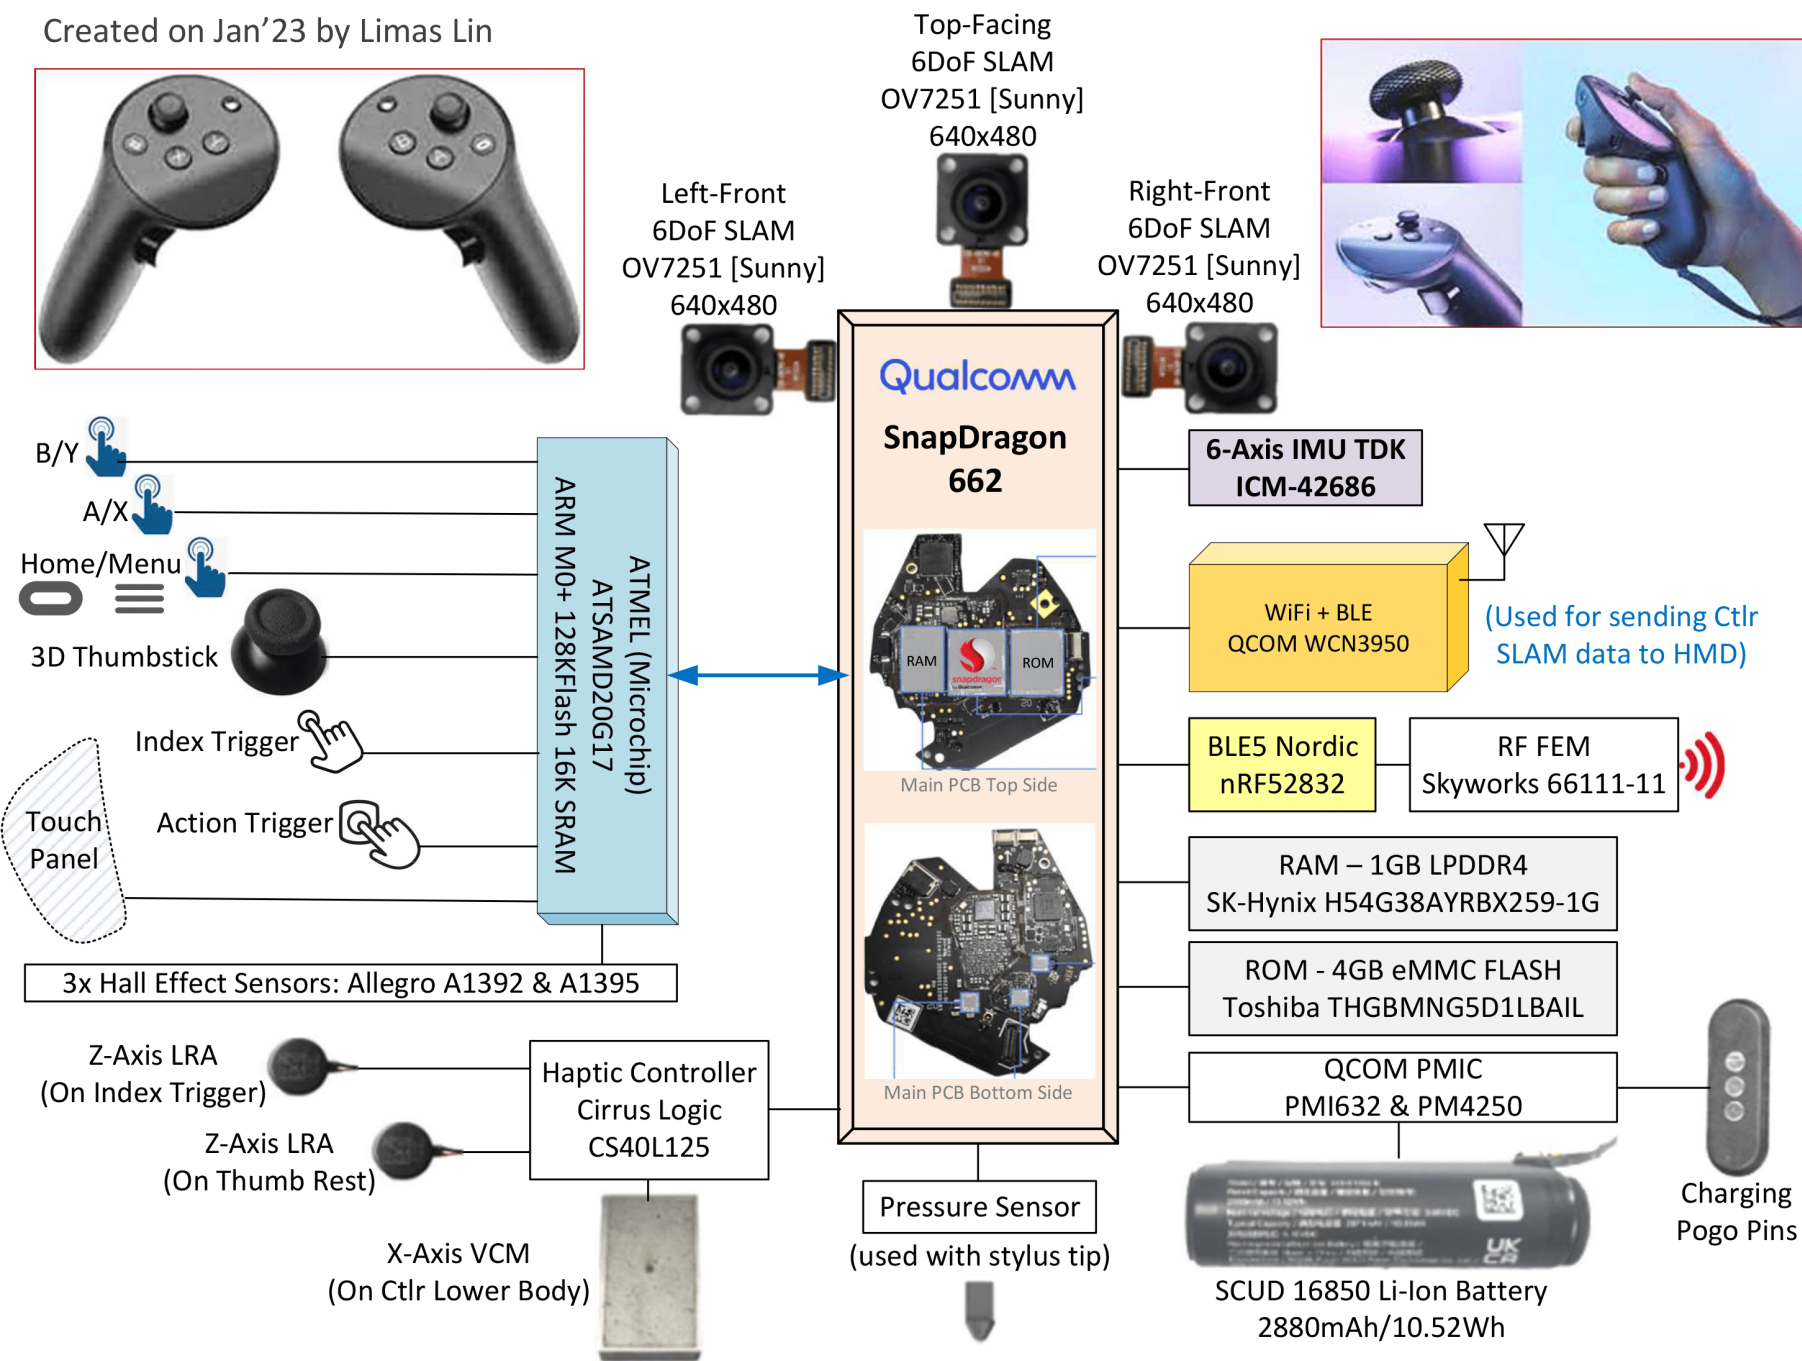 Created on Jan’23 by Limas Lin
Top-Facing
6DoF SLAM
OV7251 [Sunny]
640x480
Left-Front
6DoF SLAM
OV7251 [Sunny]
640x480
Right-Front
6DoF SLAM
OV7251 [Sunny]
640x480
Qualcomm
SnapDragon
662
RAM
snapdragon
by Qualcomm
ROM
Main PCB Top Side
Main PCB Bottom Side
B/Y
A/X
Home/Menu
3D Thumbstick
Index Trigger
Action Trigger
Touch
Panel
ATMEL (Microchip)
ATSAMD20G17
ARM M0+ 128KFlash 16K SRAM
3x Hall Effect Sensors: Allegro A1392 & A1395
Z-Axis LRA
(On Index Trigger)
Z-Axis LRA
(On Thumb Rest)
Haptic Controller
Cirrus Logic
CS40L125
X-Axis VCM
(On Ctlr Lower Body)
Pressure Sensor
(used with stylus tip)
6-Axis IMU TDK
ICM-42686
WiFi + BLE
QCOM WCN3950
(Used for sending Ctlr
SLAM data to HMD)
BLE5 Nordic
nRF52832
RF FEM
Skyworks 66111-11
RAM – 1GB LPDDR4
SK-Hynix H54G38AYRBX259-1G
ROM - 4GB eMMC FLASH
Toshiba THGBMNG5D1LBAIL
QCOM PMIC
PMI632 & PM4250
UK
CA
SCUD 16850 Li-Ion Battery
2880mAh/10.52Wh
Charging
Pogo Pins